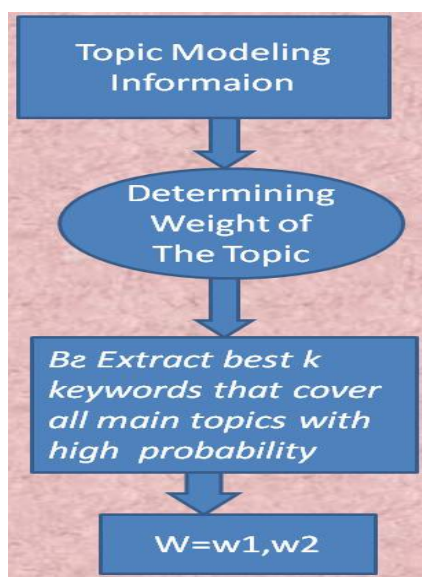 Topic Modeling
Informaion
Determining
Weight of
The Topic
B2 Extract best k
keywords that cover
all main topics with
high probability
W=w1,w2